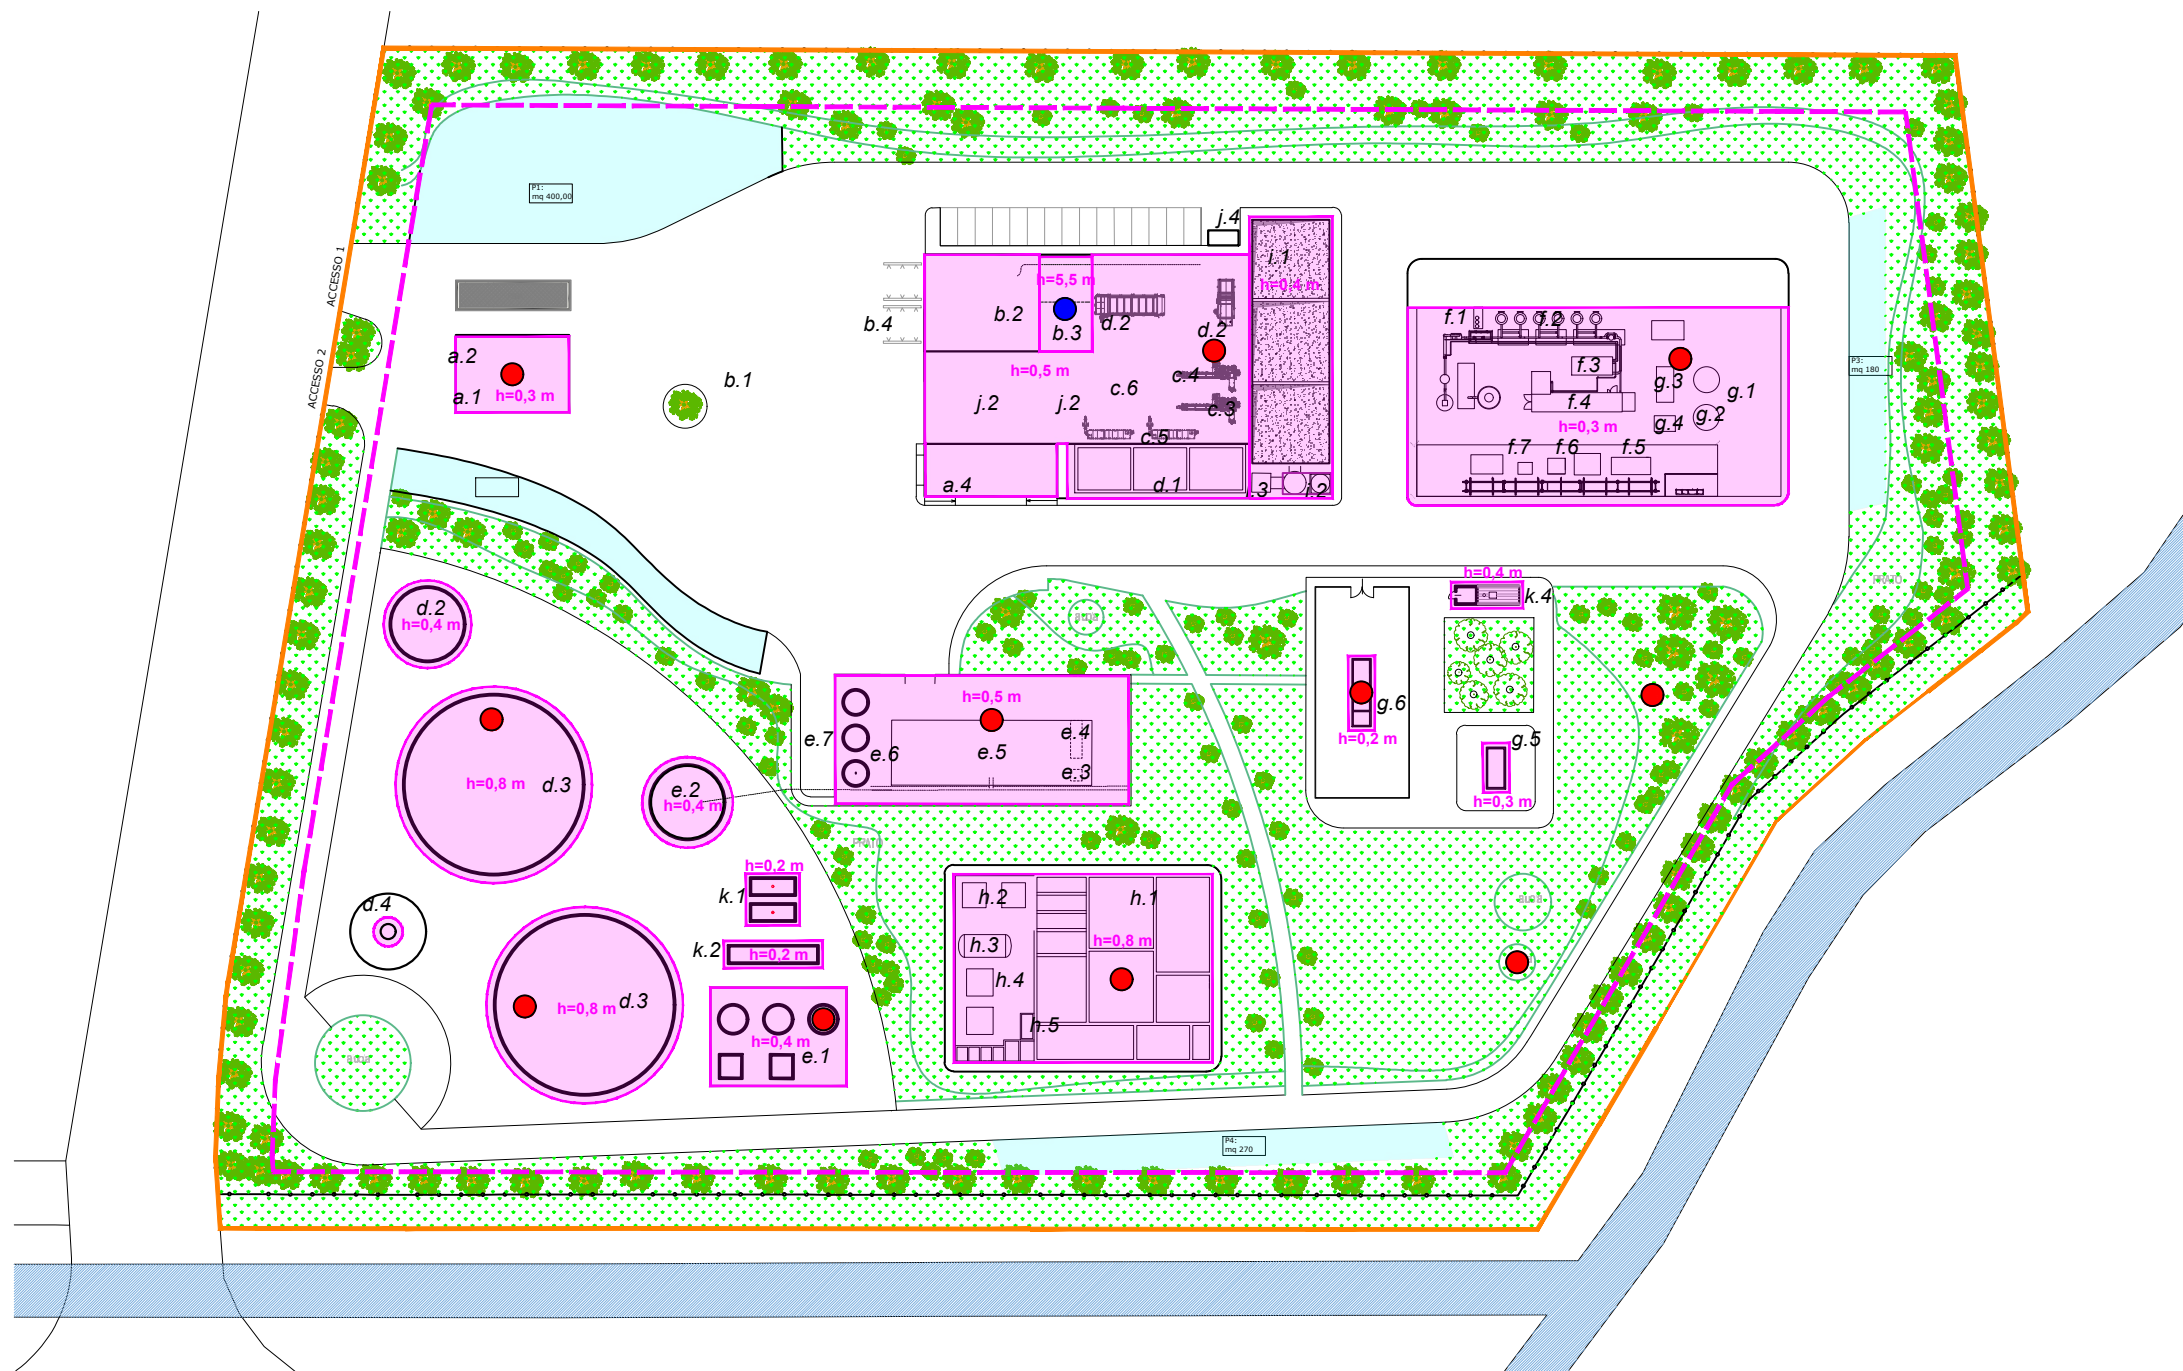 j.4
P1:
mq 400,00
i.1
h=5,5 m
h=0,4 m
ACCESSO 1
b.2
b.4
b.3
d.2
d.2
f.1
f.2
a.2
P3:
mq 180
ACCESSO 2
h=0,5 m
c.4
f.3
g.3
b.1
c.6
a.1
h=0,3 m
g.1
j.2
j.2
c.3
f.4
g.2
g.4
h=0,3 m
c.5
f.7
f.6
f.5
a.4
d.1
i.2
h=0,4 m
PRATO
k.4
d.2
h=0,4 m
h=0,5 m
g.6
e.7
e.4
h=0,2 m
g.5
e.6
e.5
e.3
h=0,8 m
d.3
e.2
h=0,4 m
h=0,3 m
PRATO
h=0,2 m
k.1
h.2
h.1
d.4
h.3
h=0,8 m
k.2
h=0,2 m
h.4
d.3
h=0,8 m
h.5
h=0,4 m
e.1
P4:
mq 270